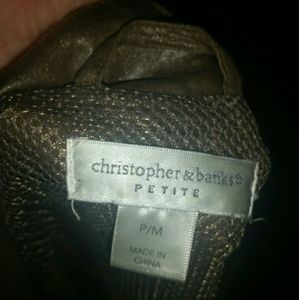 christopher & banks®
PETITE
P/M
MADE IN
CHINA